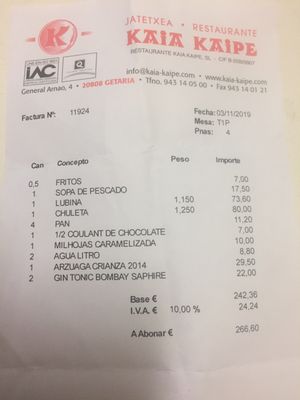 JATETXEA • RESTAURANTE
K
KAIA KAIPE
RESTAURANTE KAIA KAIPE, SL
IAC
Q
info@kaia-kaipe.com • www.kaia-kaipe.com
General Arnao, 4 • 20808 GETARIA • Tfno. 943 14 05 00 • Fax 943 14 01 21
Factura Nº: 11924
Fecha: 03/11/2019
Mesa: T1P
Pnas: 4
Can Concepto Peso Importe
0,5 FRITOS 7,00
1 SOPA DE PESCADO 17,50
1 LUBINA 1,150 73,60
1 CHULETA 1,250 80,00
4 PAN 11,20
1 1/2 COULANT DE CHOCOLATE 7,00
1 MILHOJAS CARAMELIZADA 10,00
2 AGUA LITRO 8,80
1 ARZUAGA CRIANZA 2014 29,50
2 GIN TONIC BOMBAY SAPHIRE 22,00
Base € 242,36
I.V.A. € 10,00 % 24,24
A Abonar € 266,60